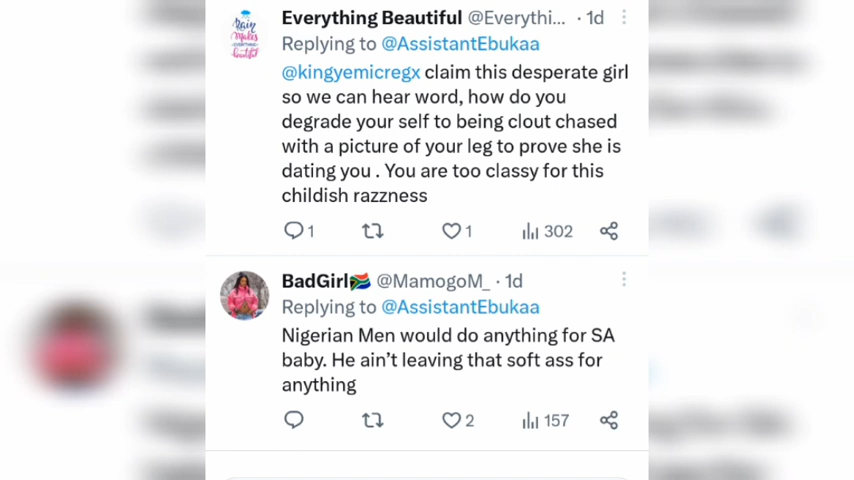 Everything Beautiful @Everythi... · 1d
Replying to @AssistantEbukaa
@kingyemicregx claim this desperate girl
so we can hear word, how do you
degrade your self to being clout chased
with a picture of your leg to prove she is
dating you . You are too classy for this
childish razzness
1 1 302
BadGirl🇿🇦 @MamogoM_ · 1d
Replying to @AssistantEbukaa
Nigerian Men would do anything for SA
baby. He ain't leaving that soft ass for
anything
2 157